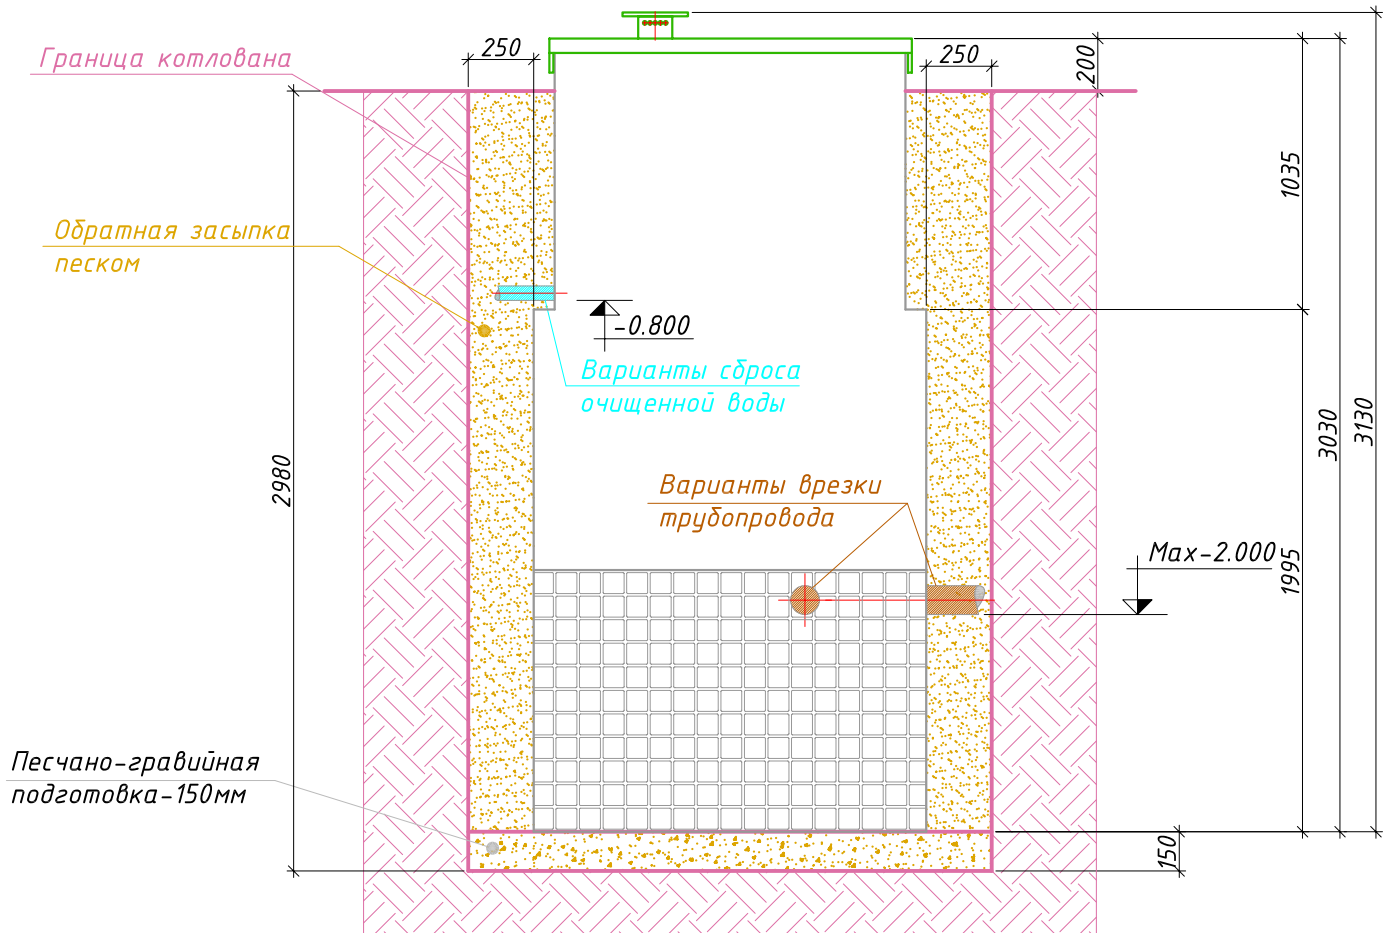 Граница котлована
250
250
200
1035
Обратная засыпка
песком
-0.800
Варианты сброса
очищенной воды
3030
3130
2980
Варианты врезки
трубопровода
Max-2.000
1995
Песчано-гравийная
подготовка-150мм
150